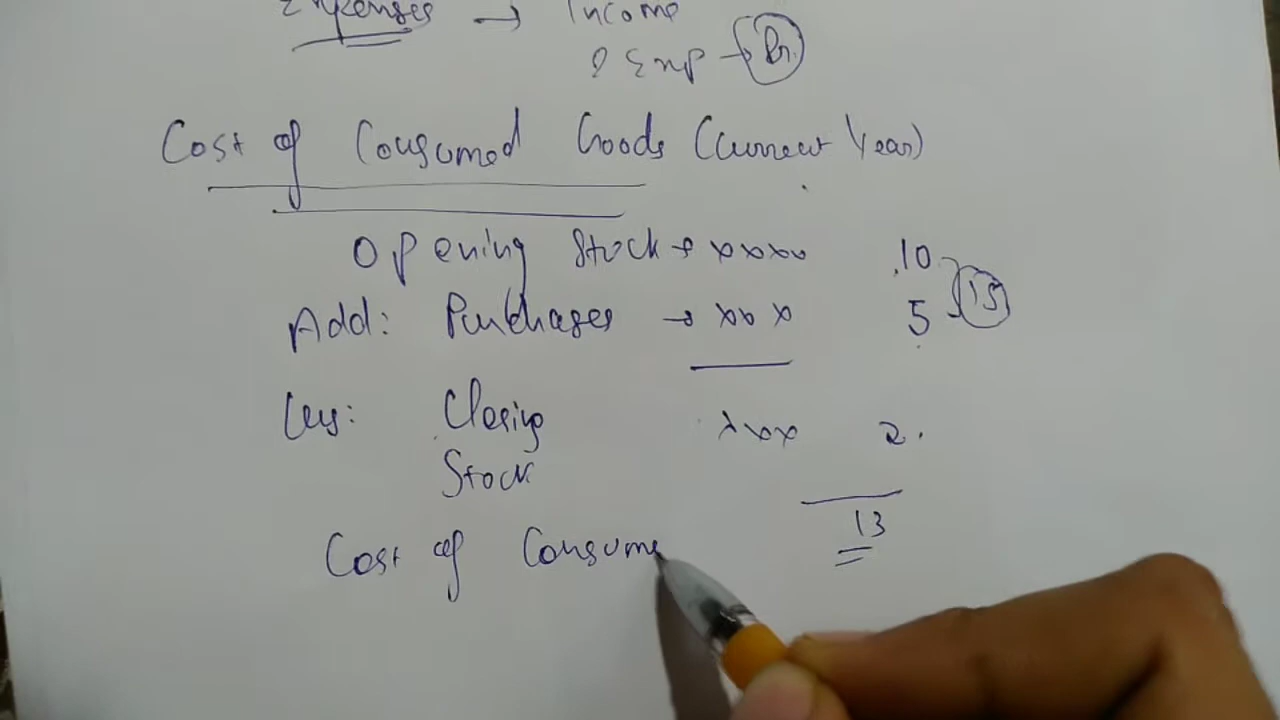 Expenses → Income
Exp → Dr.
Cost of Consumed Goods (Current Year)
Opening Stock → xxxx 10
Add: Purchases → xxx 5 15
Less: Closing xxx 2.
Stock
13
Cost of Consume